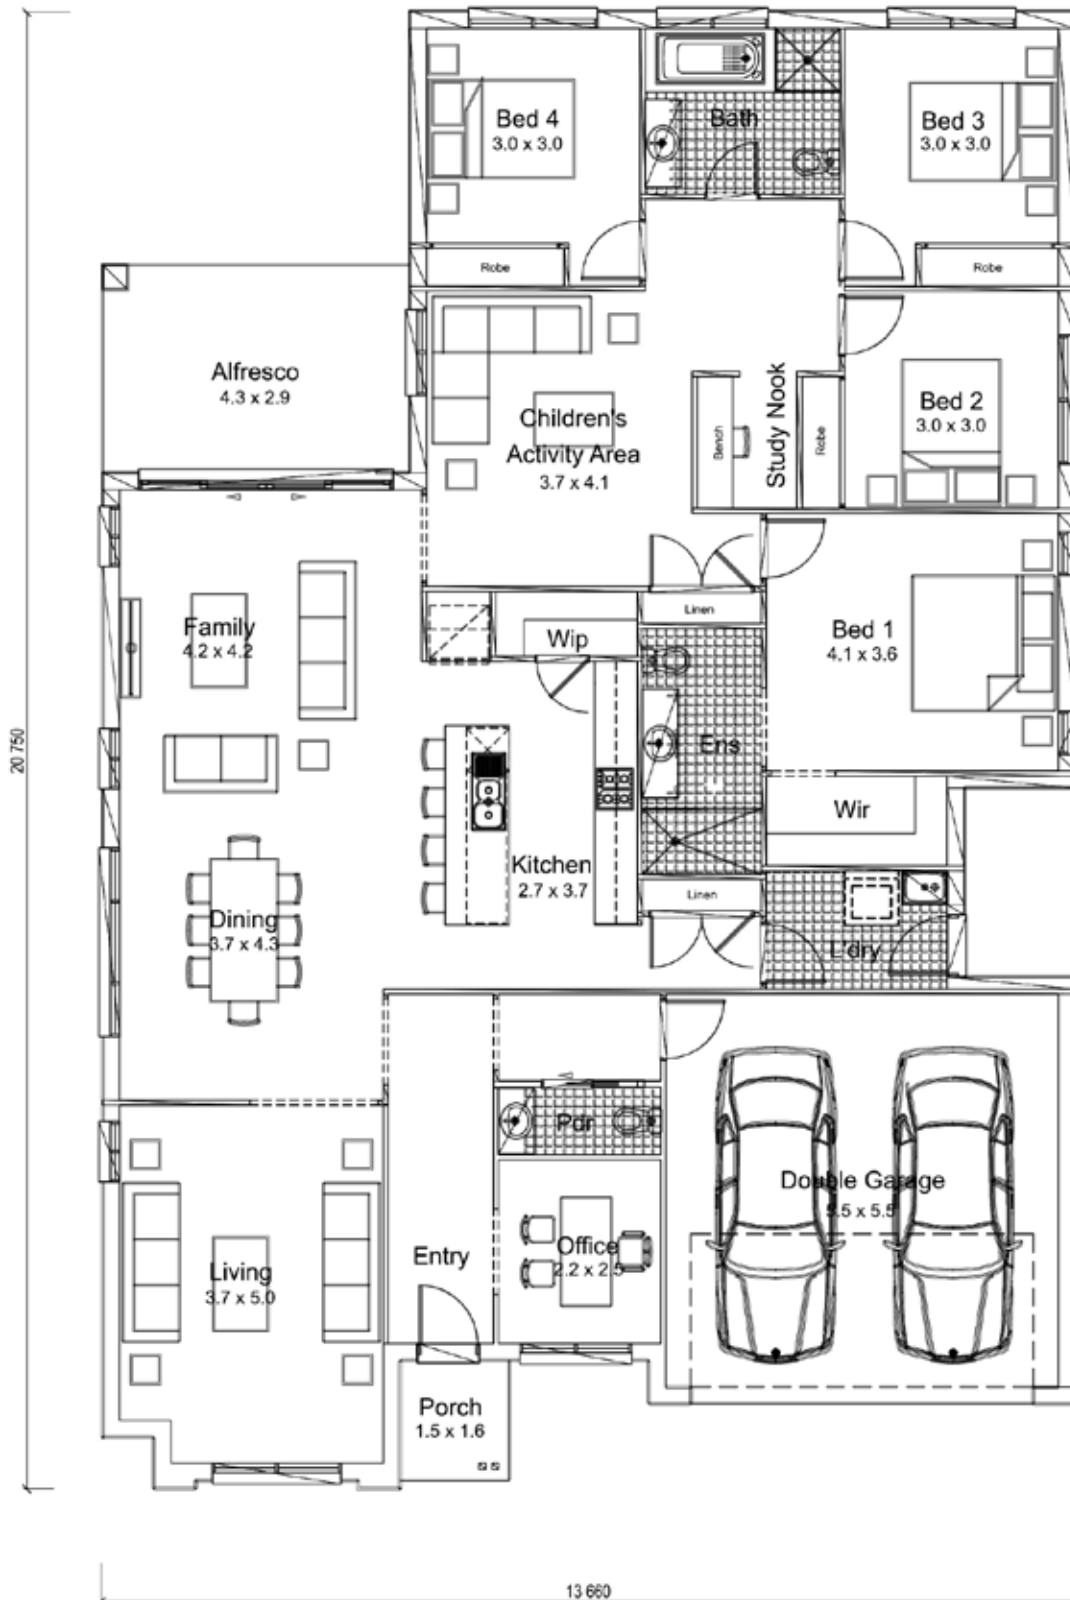 Bed 4
3.0 x 3.0
Bath
Bed 3
3.0 x 3.0
Robe
Robe
Alfresco
4.3 x 2.9
Children's
Activity Area
3.7 x 4.1
Bench
Study Nook
Robe
Bed 2
3.0 x 3.0
Linen
Family
4.2 x 4.2
Wip
Bed 1
4.1 x 3.6
20 750
Ens
Wir
Kitchen
2.7 x 3.7
Linen
Dining
3.7 x 4.3
L'dry
Pdr
Double Garage
5.5 x 5.5
Entry
Office
2.2 x 2.5
Living
3.7 x 5.0
Porch
1.5 x 1.6
13 660